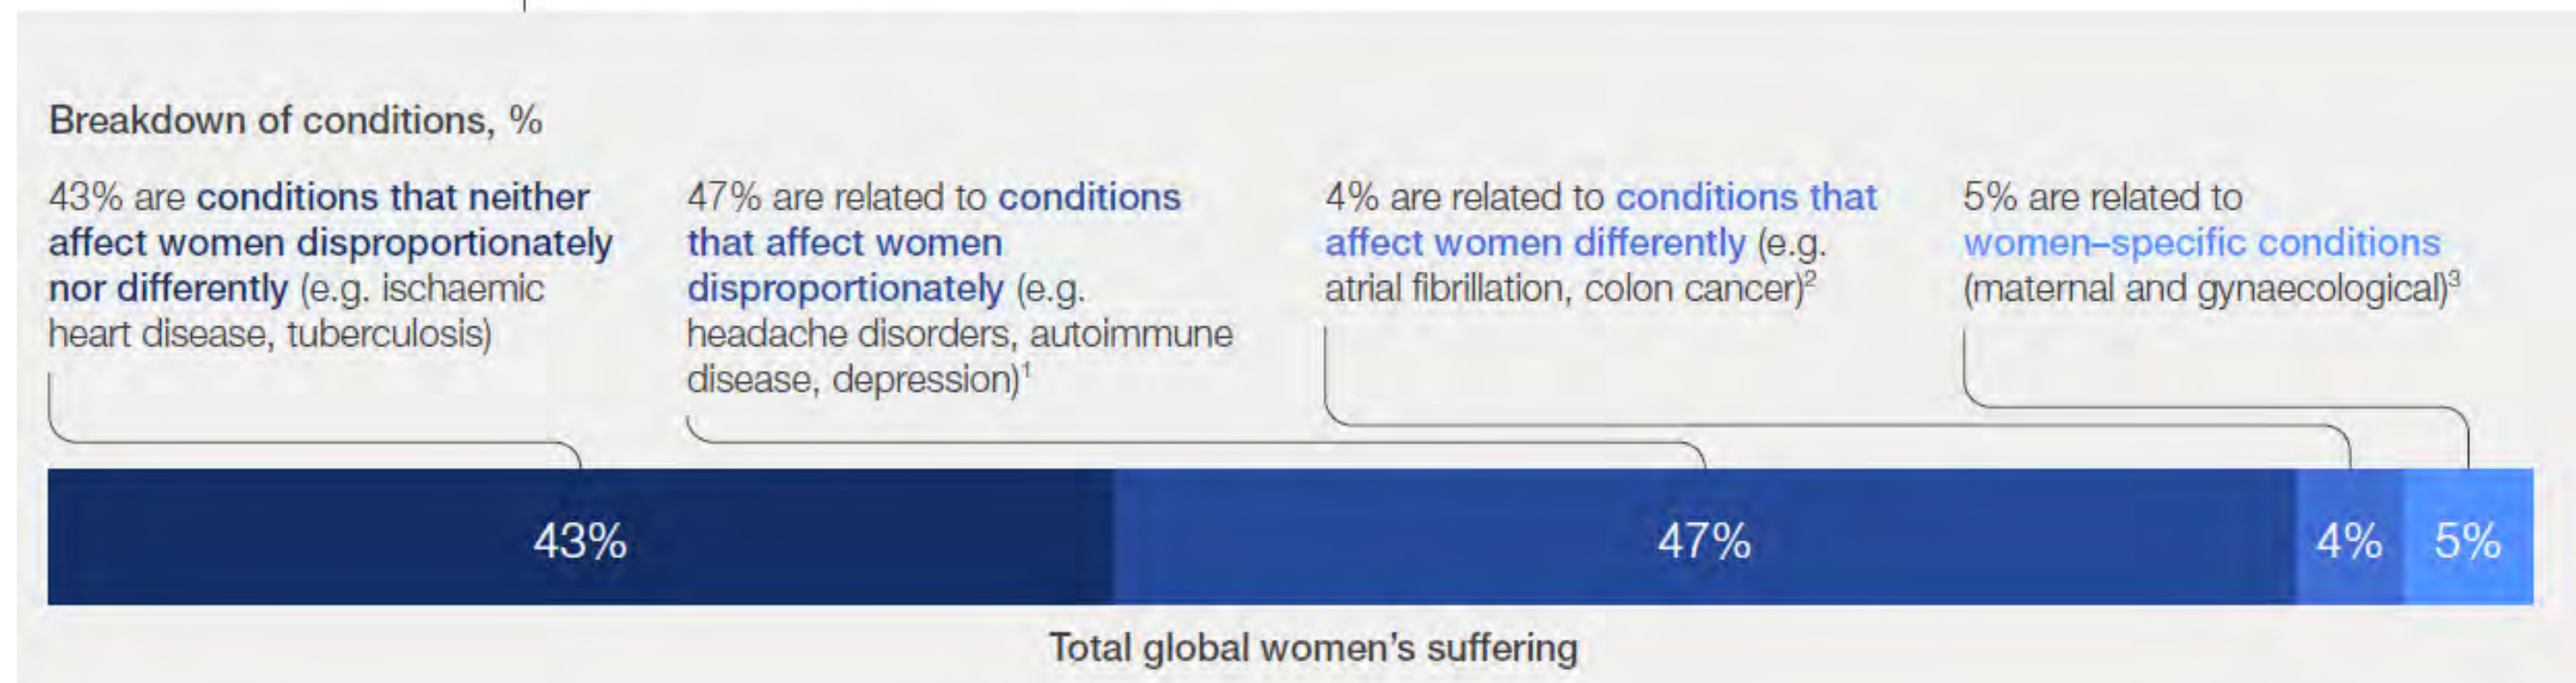 Breakdown of conditions, %
43% are conditions that neither
affect women disproportionately
nor differently (e.g. ischaemic
heart disease, tuberculosis)
47% are related to conditions
that affect women
disproportionately (e.g.
headache disorders, autoimmune
disease, depression)¹
4% are related to conditions that
affect women differently (e.g.
atrial fibrillation, colon cancer)²
5% are related to
women–specific conditions
(maternal and gynaecological)³
43%
47%
4%
5%
Total global women’s suffering